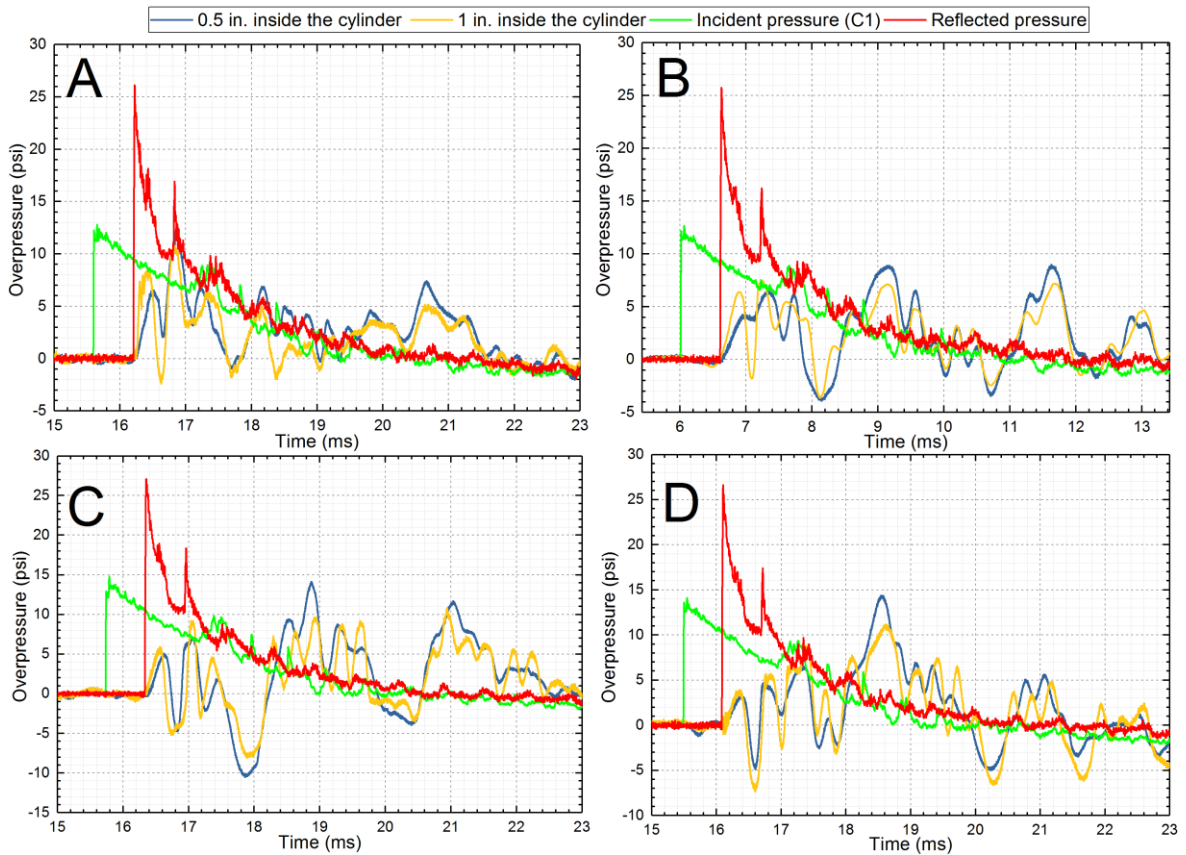 0.5 in. inside the cylinder 1 in. inside the cylinder Incident pressure (C1) Reflected pressure
A
Overpressure (psi)
30
25
20
15
10
5
0
-5
15 16 17 18 19 20 21 22 23
Time (ms)
B
Overpressure (psi)
30
25
20
15
10
5
0
-5
6 7 8 9 10 11 12 13
Time (ms)
C
Overpressure (psi)
30
25
20
15
10
5
0
-5
-10
-15
15 16 17 18 19 20 21 22 23
Time (ms)
D
Overpressure (psi)
30
25
20
15
10
5
0
-5
-10
15 16 17 18 19 20 21 22 23
Time (ms)